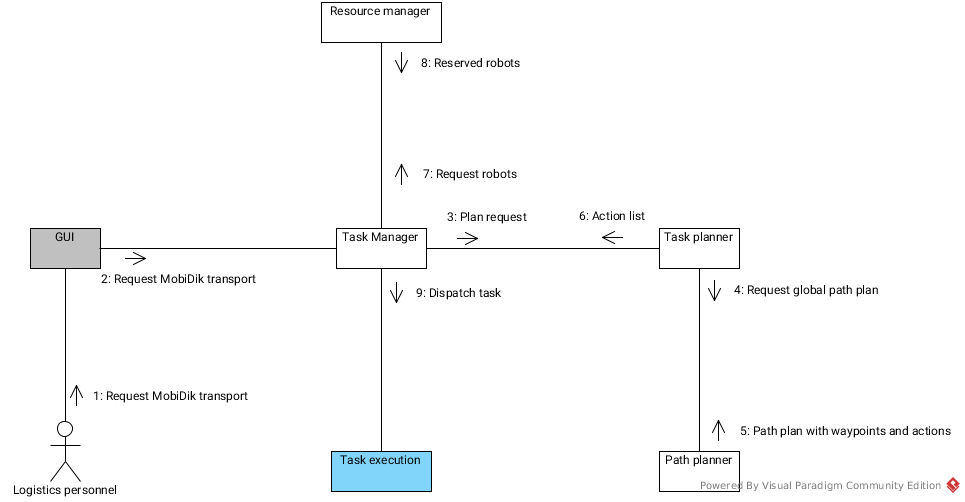 Resource manager
8: Reserved robots
7: Request robots
3: Plan request
6: Action list
GUI
Task Manager
Task planner
2: Request MobiDik transport
9: Dispatch task
4: Request global path plan
1: Request MobiDik transport
5: Path plan with waypoints and actions
Task execution
Path planner
Logistics personnel
Powered By Visual Paradigm Community Edition